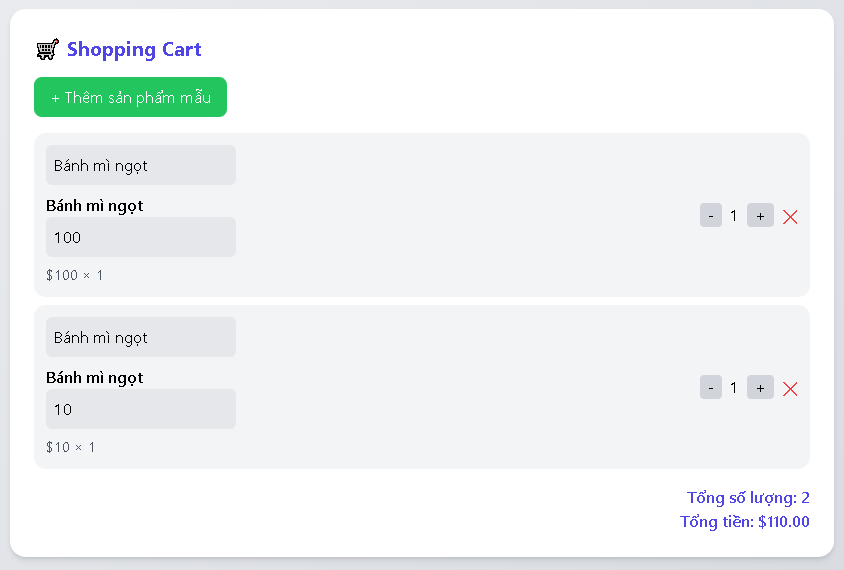 Shopping Cart
+ Thêm sản phẩm mẫu
Bánh mì ngọt
Bánh mì ngọt
100
$100 × 1
- 1 +
Bánh mì ngọt
Bánh mì ngọt
10
$10 × 1
- 1 +
Tổng số lượng: 2
Tổng tiền: $110.00